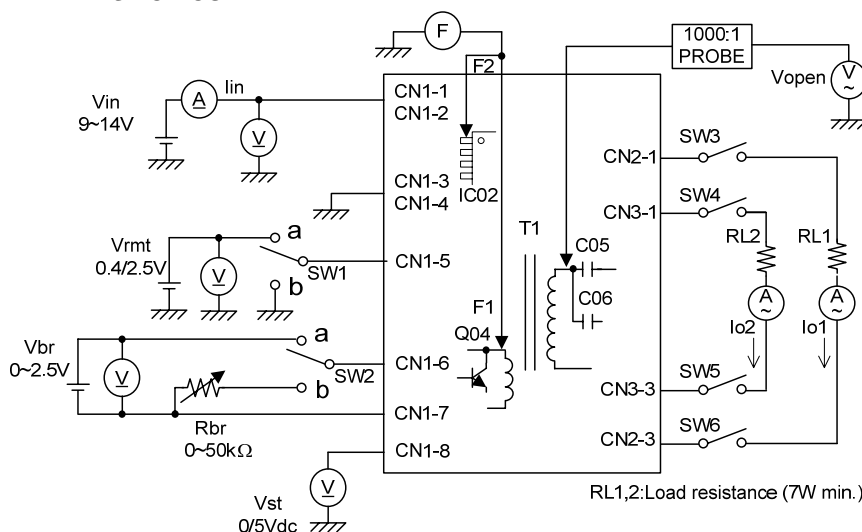 F
1000:1
PROBE
V
~
Vopen
F2
Vin
9~14V
A
Iin
V
CN1-1
CN1-2
IC02
CN1-3
CN1-4
CN2-1
SW3
CN3-1
SW4
RL2
RL1
T1
C05
C06
Vrmt
0.4/2.5V
V
a
b
SW1
CN1-5
F1
Q04
A
~
A
~
Io2
Io1
Vbr
0~2.5V
V
a
b
SW2
CN1-6
CN1-7
Rbr
0~50kΩ
CN1-8
CN3-3
SW5
CN2-3
SW6
V
Vst
0/5Vdc
RL1,2:Load resistance (7W min.)